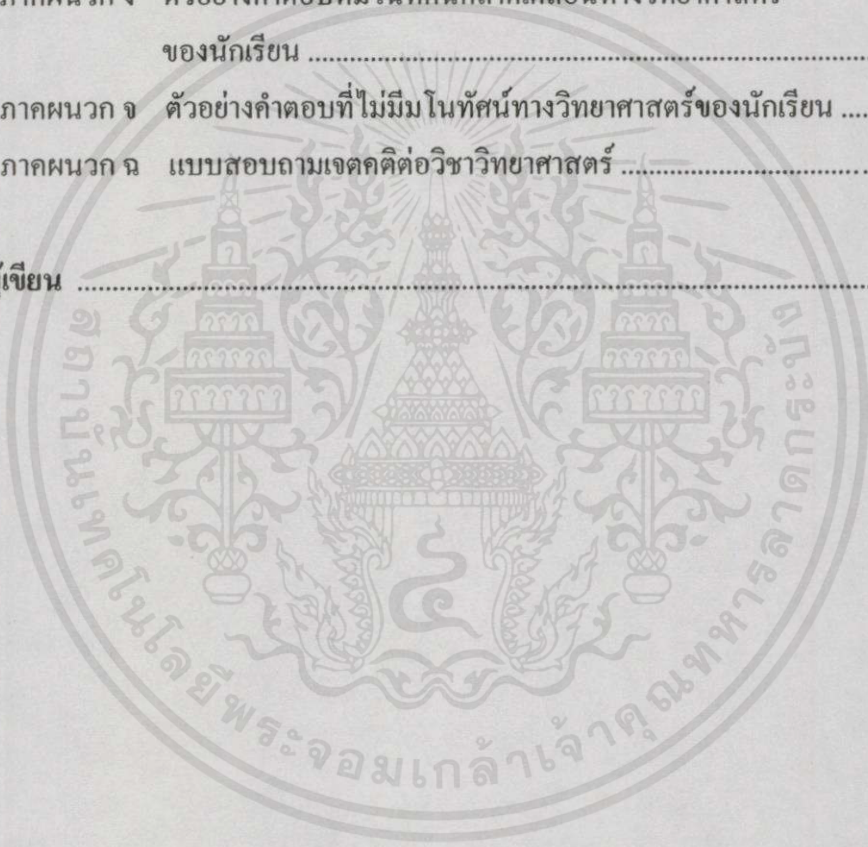 ของนักเรียน ........................................................................
ภาคผนวก จ ตัวอย่างคำตอบที่ไม่มีมโนทัศน์ทางวิทยาศาสตร์ของนักเรียน ....
ภาคผนวก ฉ แบบสอบถามเจตคติต่อวิชาวิทยาศาสตร์ ................................
เขียน ........................................................................
สถาบันเทคโนโลยีพระจอมเกล้าเจ้าคุณทหารลาดกระบัง